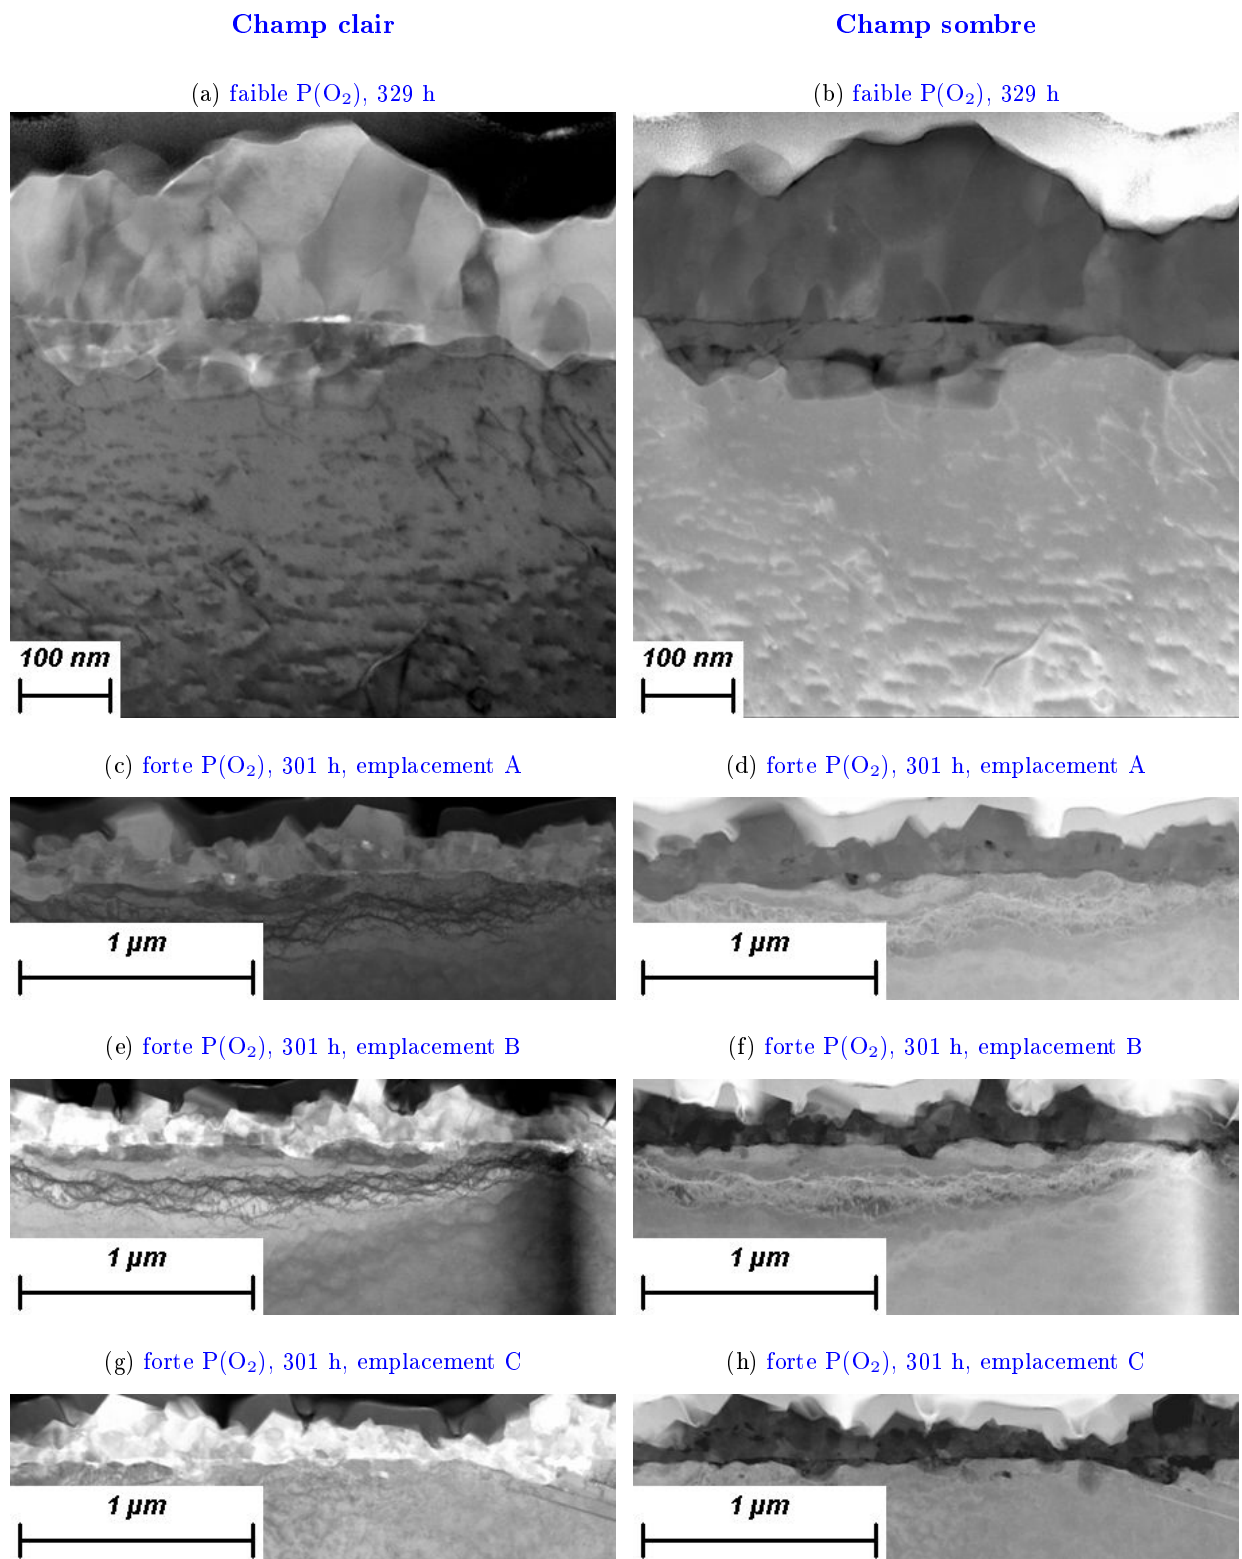 Champ clair
Champ sombre
(a) faible P(O₂), 329 h
(b) faible P(O₂), 329 h
100 nm
100 nm
(c) forte P(O₂), 301 h, emplacement A
(d) forte P(O₂), 301 h, emplacement A
1 µm
1 µm
(e) forte P(O₂), 301 h, emplacement B
(f) forte P(O₂), 301 h, emplacement B
1 µm
1 µm
(g) forte P(O₂), 301 h, emplacement C
(h) forte P(O₂), 301 h, emplacement C
1 µm
1 µm